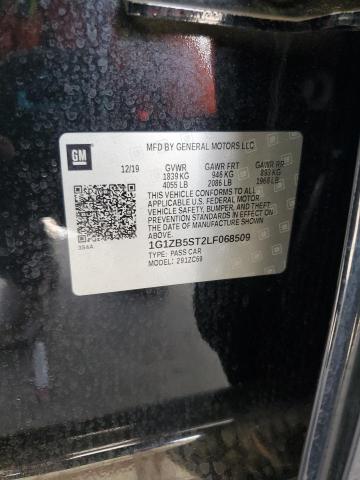 GM
MFD BY GENERAL MOTORS LLC
12/19 GVWR GAWR FRT GAWR RR
1839 KG 946 KG 893 KG
4055 LB 2086 LB 1968 LB
THIS VEHICLE CONFORMS TO ALL
APPLICABLE U.S. FEDERAL MOTOR
VEHICLE SAFETY, BUMPER, AND THEFT
PREVENTION STANDARDS IN EFFECT ON
THE DATE OF MANUFACTURE SHOWN ABOVE.
1G1ZB5ST2LF068509
TYPE: PASS CAR
MODEL: 291ZC69